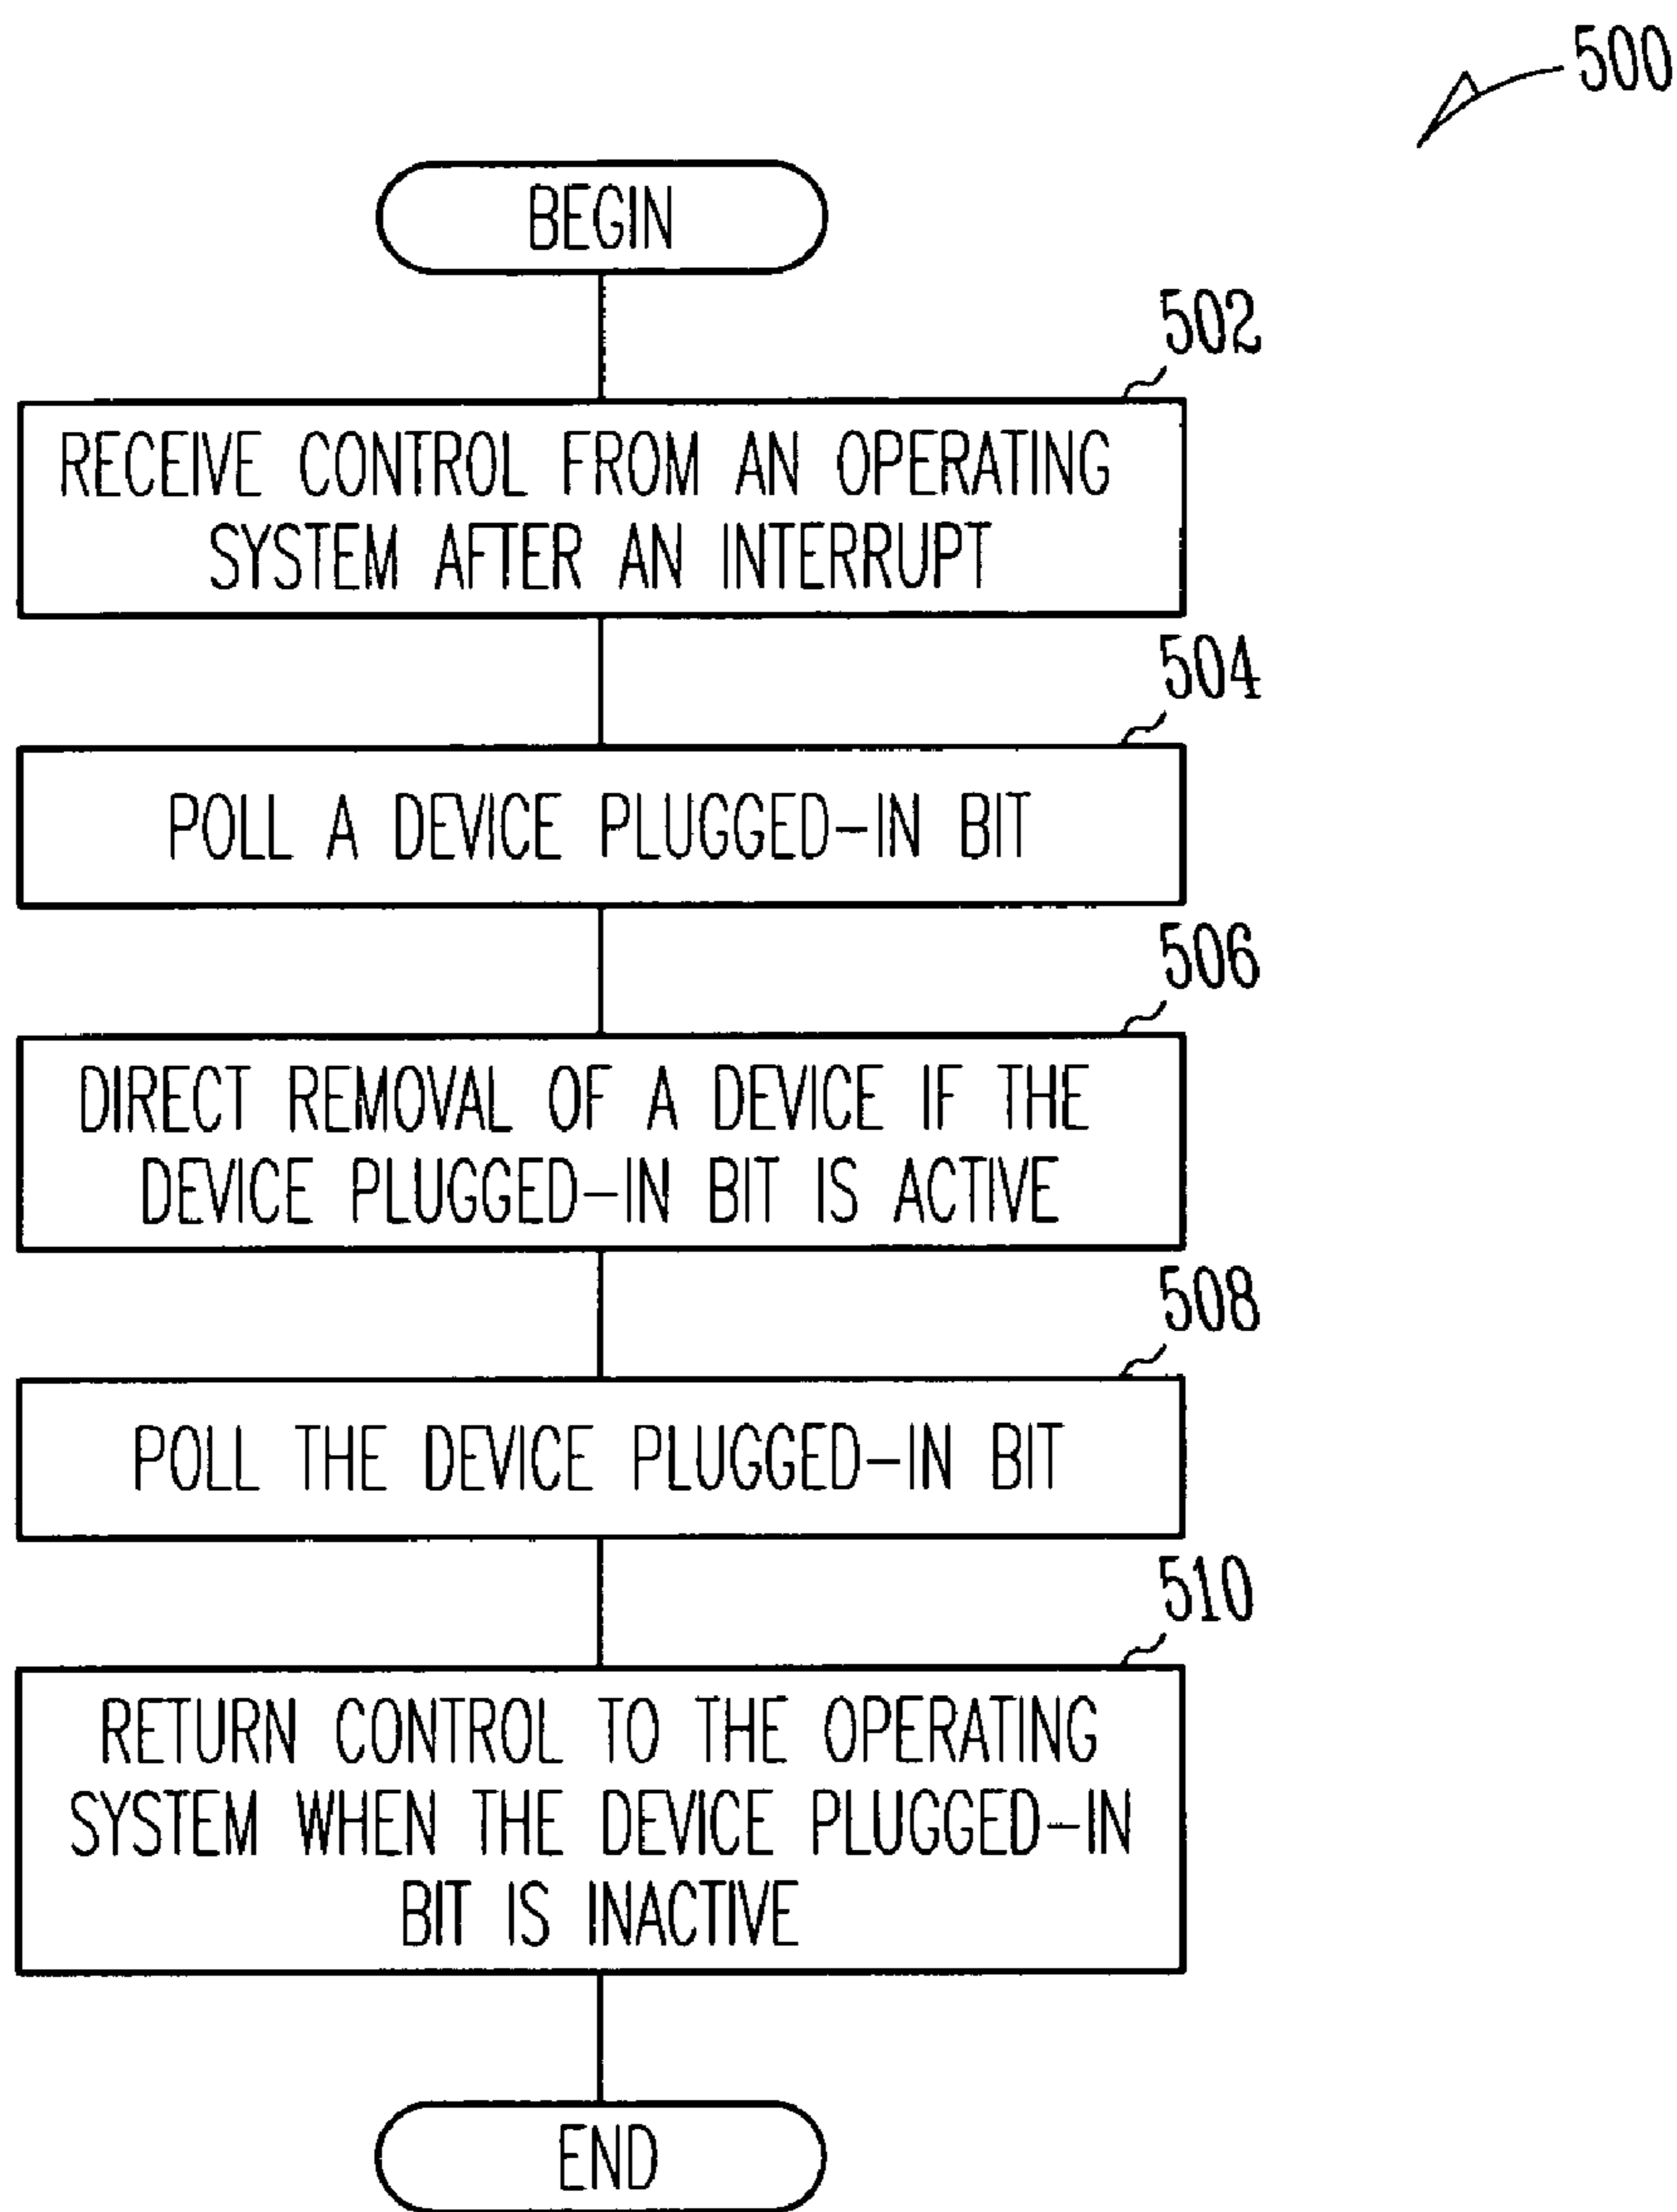 500
BEGIN
502
RECEIVE CONTROL FROM AN OPERATING
SYSTEM AFTER AN INTERRUPT
504
POLL A DEVICE PLUGGED-IN BIT
506
DIRECT REMOVAL OF A DEVICE IF THE
DEVICE PLUGGED-IN BIT IS ACTIVE
508
POLL THE DEVICE PLUGGED-IN BIT
510
RETURN CONTROL TO THE OPERATING
SYSTEM WHEN THE DEVICE PLUGGED-IN
BIT IS INACTIVE
END